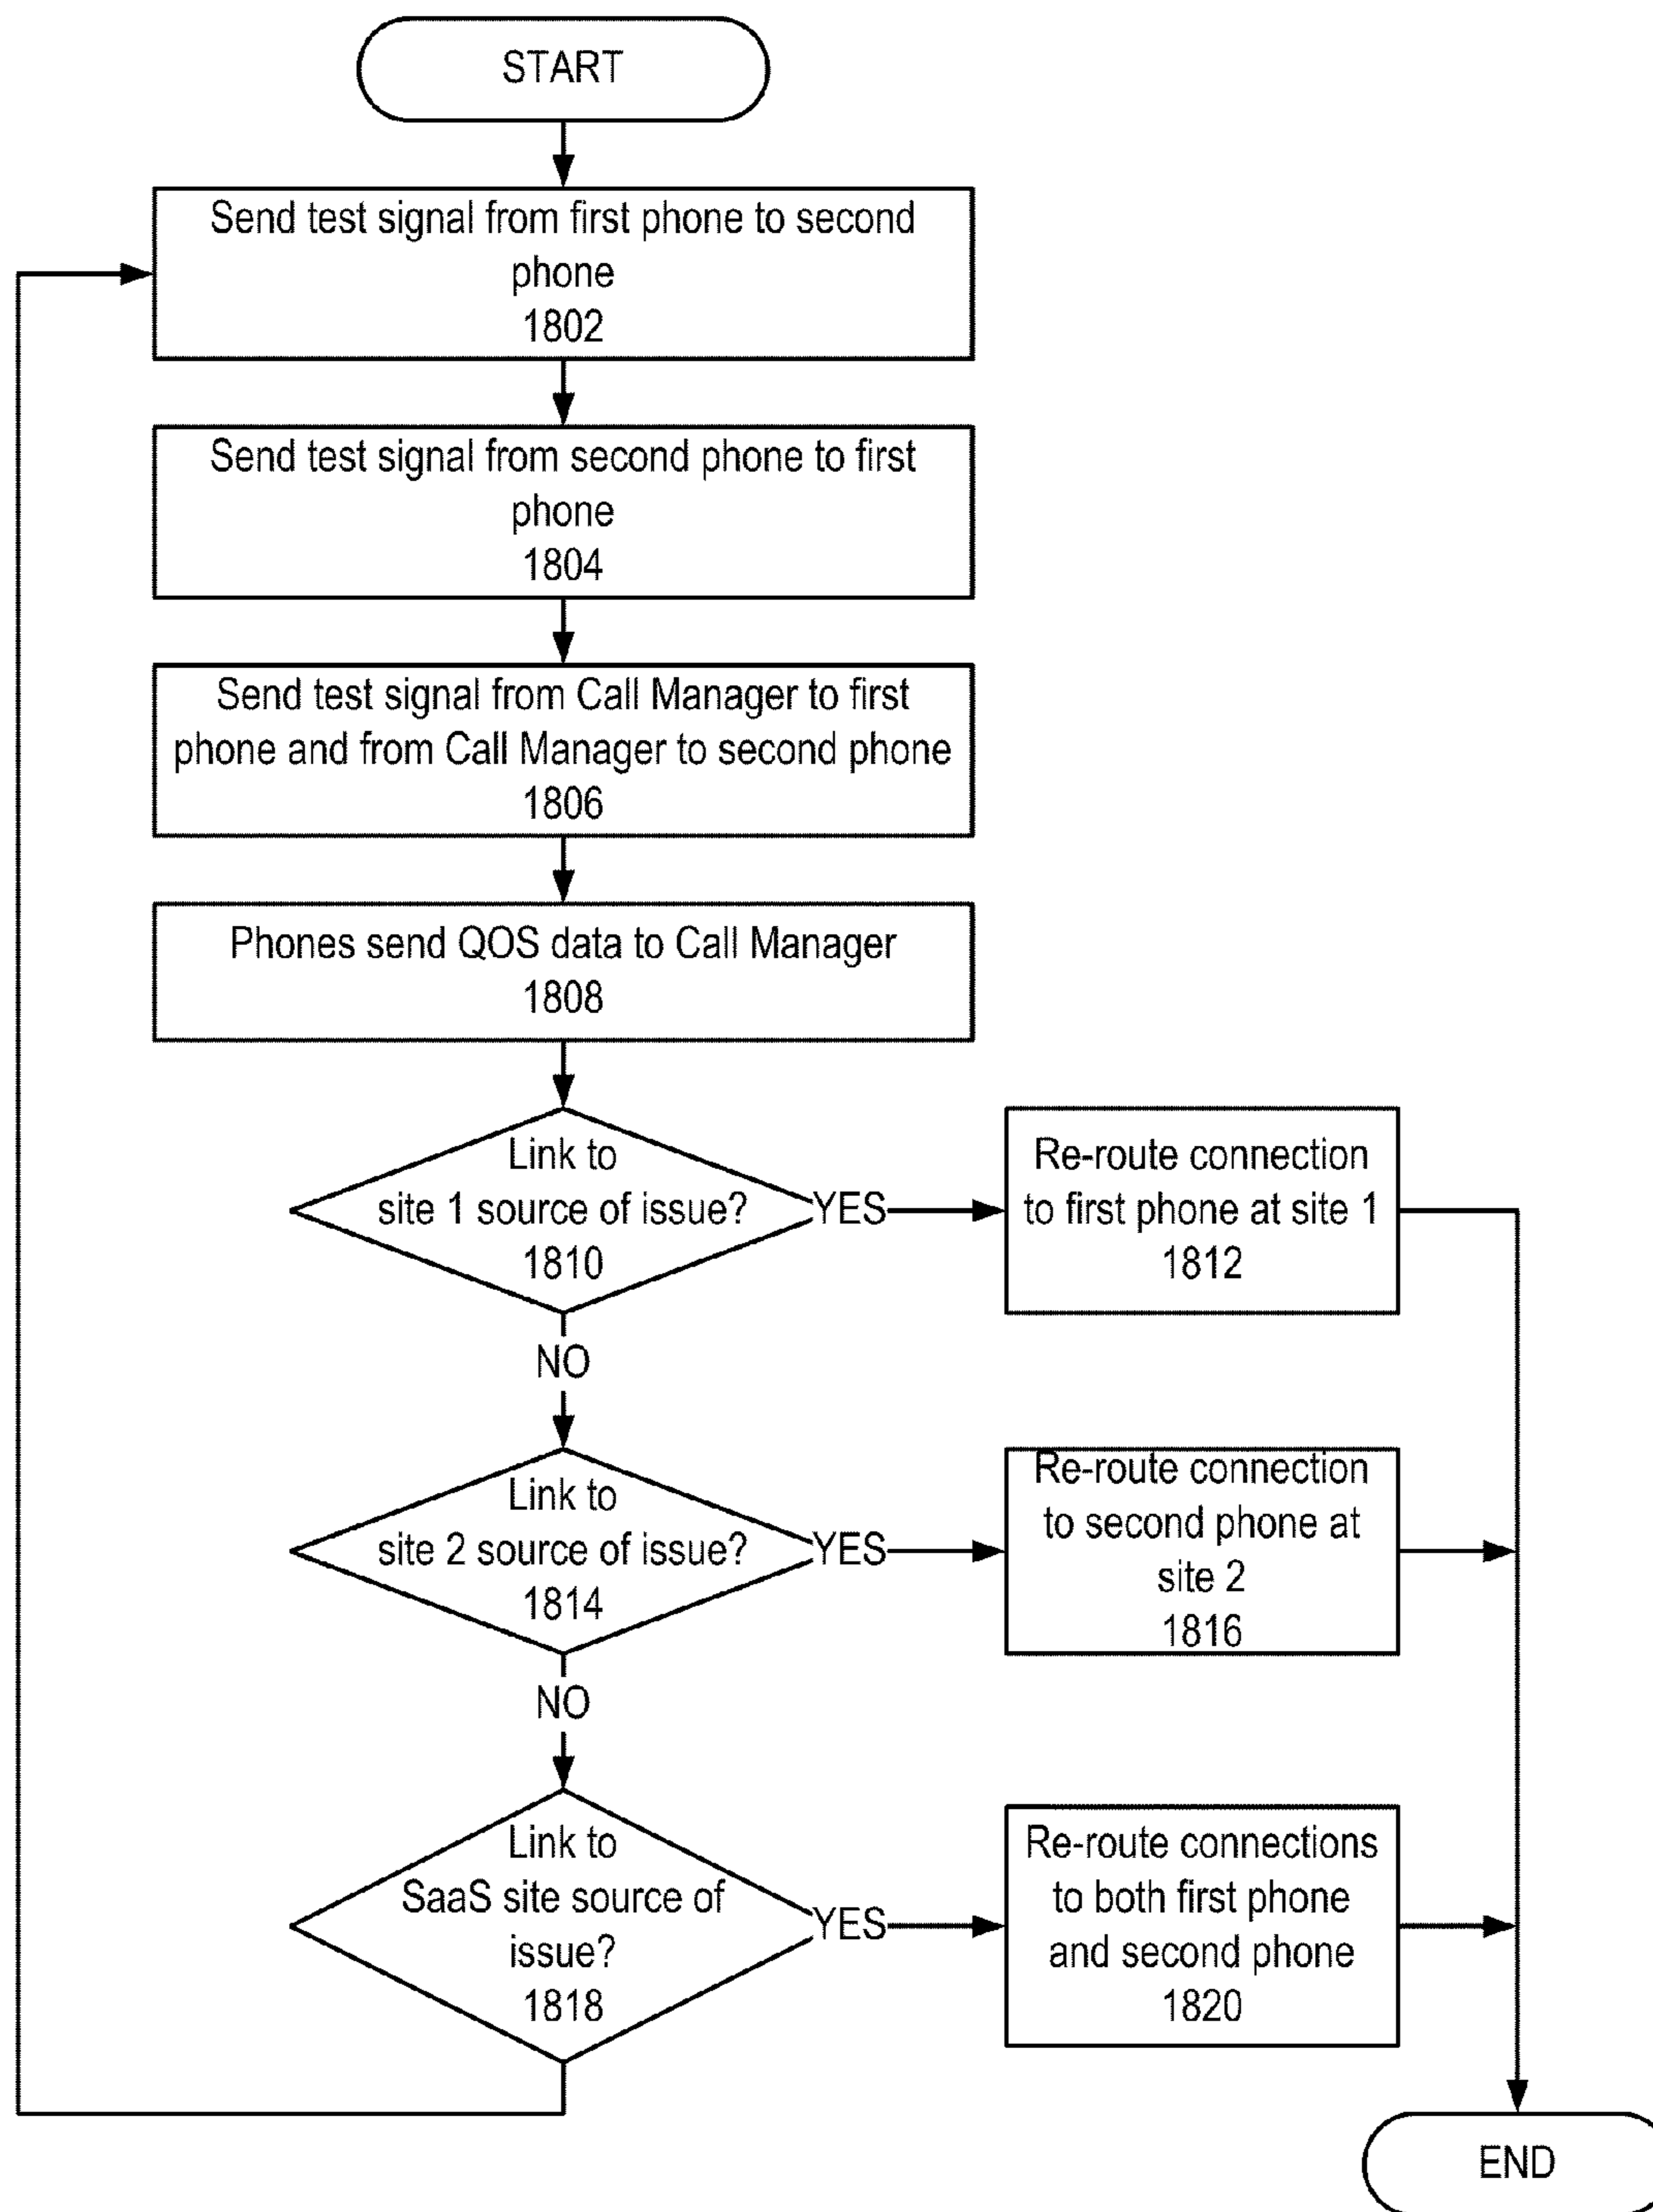 START
Send test signal from first phone to second
phone
1802
Send test signal from second phone to first
phone
1804
Send test signal from Call Manager to first
phone and from Call Manager to second phone
1806
Phones send QOS data to Call Manager
1808
Link to
site 1 source of issue?
1810
YES
Re-route connection
to first phone at site 1
1812
NO
Link to
site 2 source of issue?
1814
YES
Re-route connection
to second phone at
site 2
1816
NO
Link to
SaaS site source of
issue?
1818
YES
Re-route connections
to both first phone
and second phone
1820
END